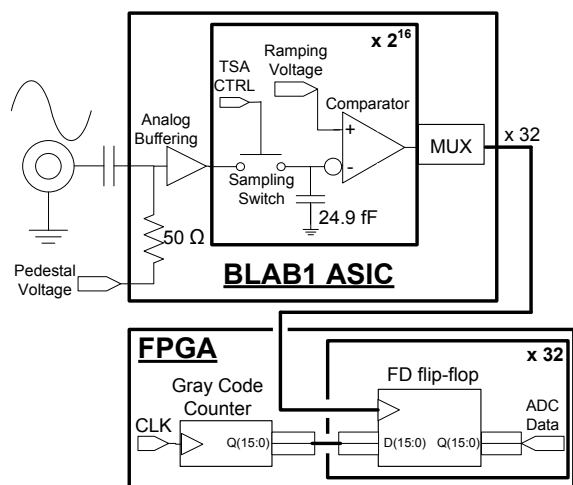 x 2^16
Ramping
Voltage
TSA
CTRL
Comparator
Analog
Buffering
+
-
MUX
x 32
Sampling
Switch
24.9 fF
50 Ω
Pedestal
Voltage
BLAB1 ASIC
FPGA
x 32
FD flip-flop
Gray Code
Counter
CLK
Q(15:0)
D(15:0)
Q(15:0)
ADC
Data